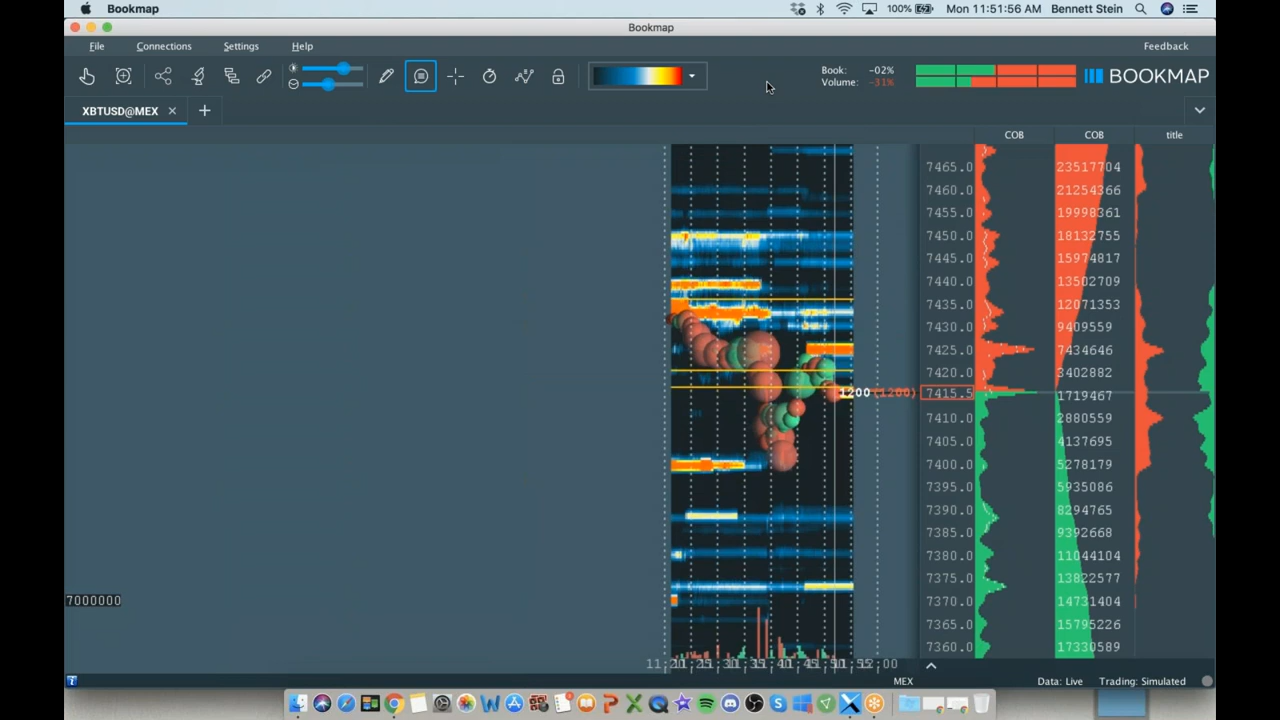 Bookmap 100% Mon 11:51:56 AM Bennett Stein
Bookmap
File Connections Settings Help Feedback
Book: -02%
Volume: -31%
BOOKMAP
XBTUSD@MEX
COB COB title
7465.0 23517704
7460.0 21254366
7455.0 19998361
7450.0 18132755
7445.0 15974817
7440.0 13502709
7435.0 12071353
7430.0 9409559
7425.0 7434646
7420.0 3402882
1200 (1200) 7415.5 1719467
7410.0 2880559
7405.0 4137695
7400.0 5278179
7395.0 5935086
7390.0 8294765
7385.0 9392668
7380.0 11044104
7375.0 13822577
7000000 7370.0 14731404
7365.0 15795226
7360.0 17330589
12:00
MEX Data: Live Trading: Simulated